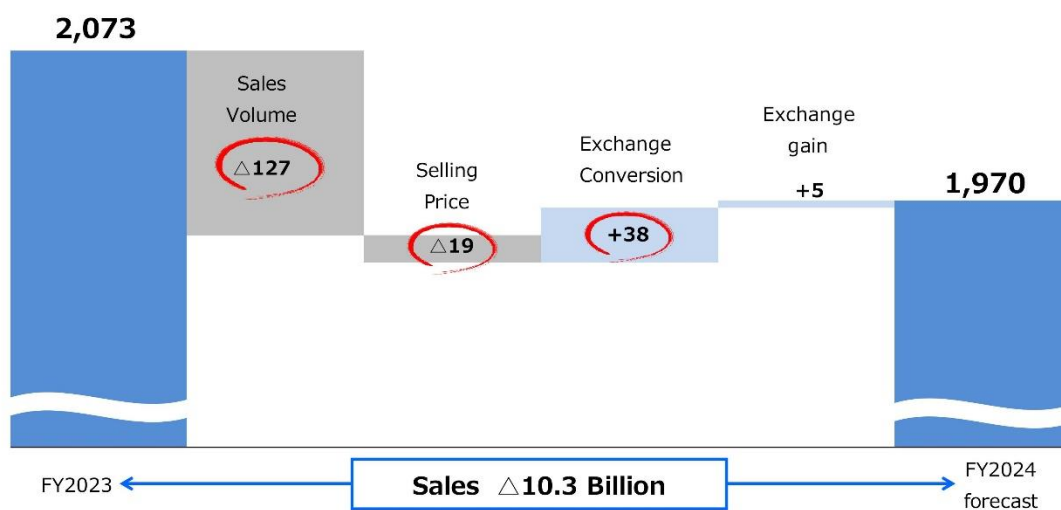 2,073
Sales
Volume
△127
Selling
Price
△19
Exchange
Conversion
+38
Exchange
gain
+5
1,970
FY2023
Sales △10.3 Billion
FY2024
forecast